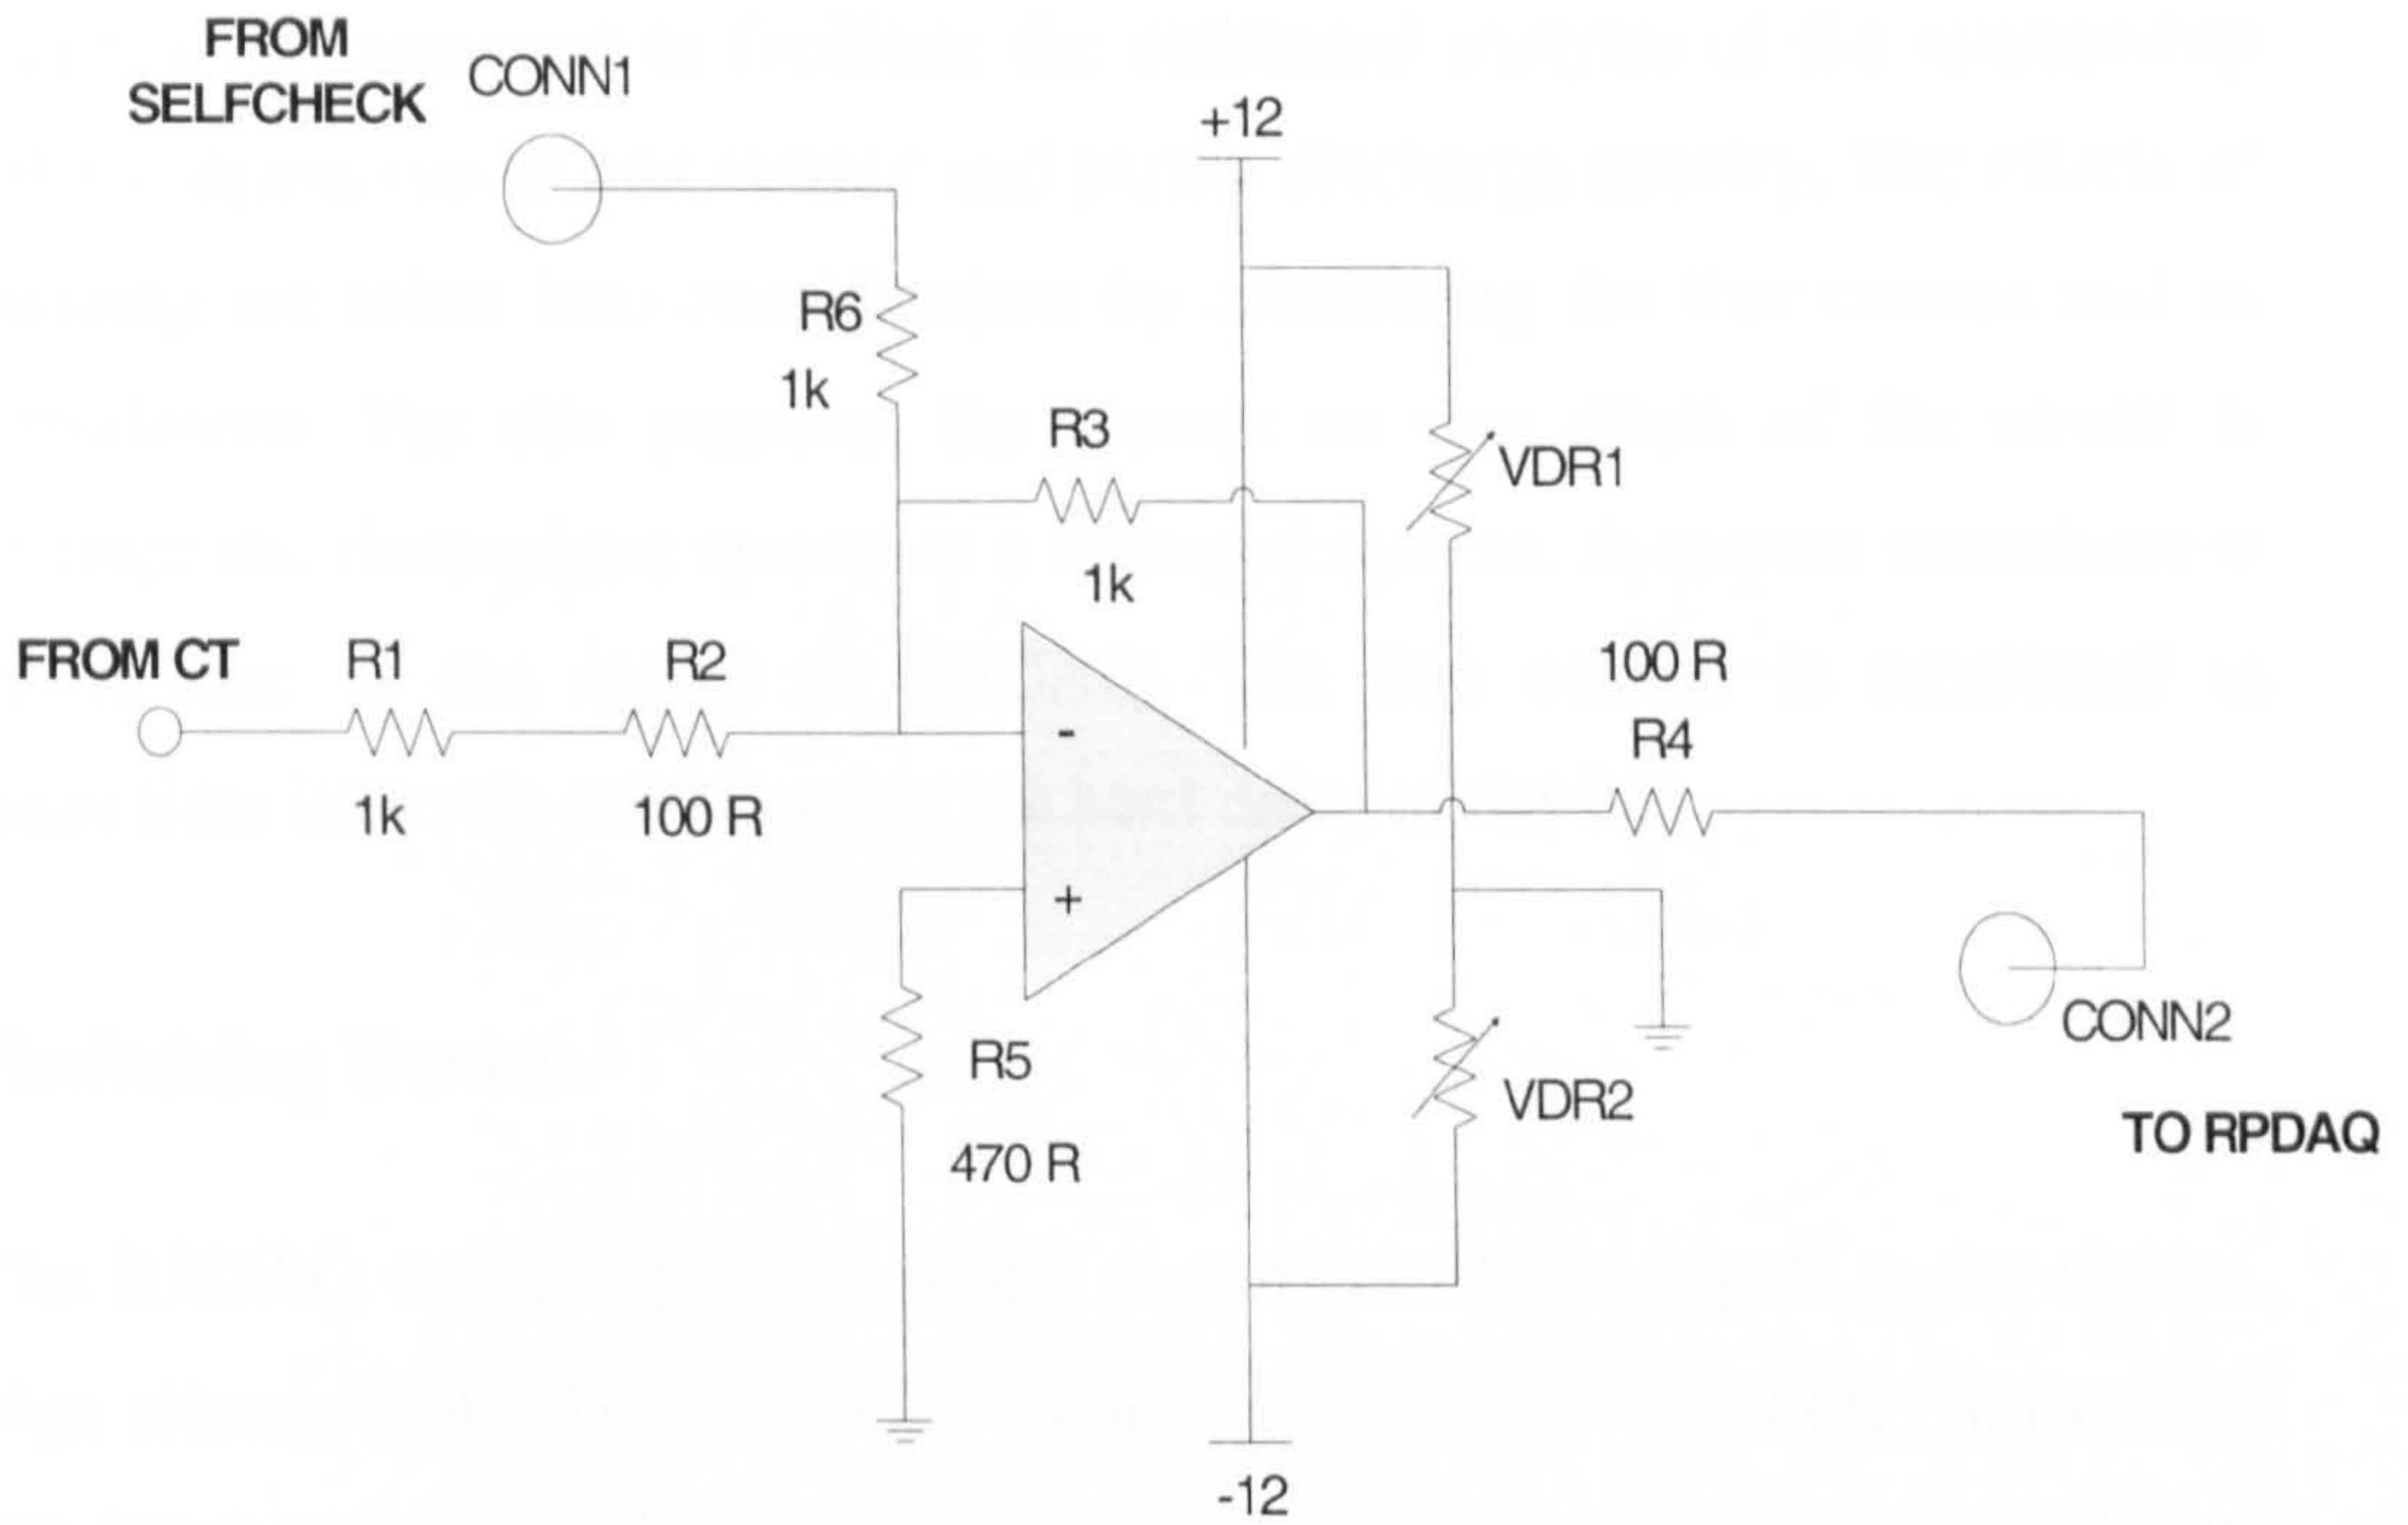 FROM
SELFCHECK
CONN1
+12
R6
1k
R3
1k
VDR1
FROM CT
R1
1k
R2
100 R
-
+
100 R
R4
R5
470 R
VDR2
CONN2
TO RPDAQ
-12